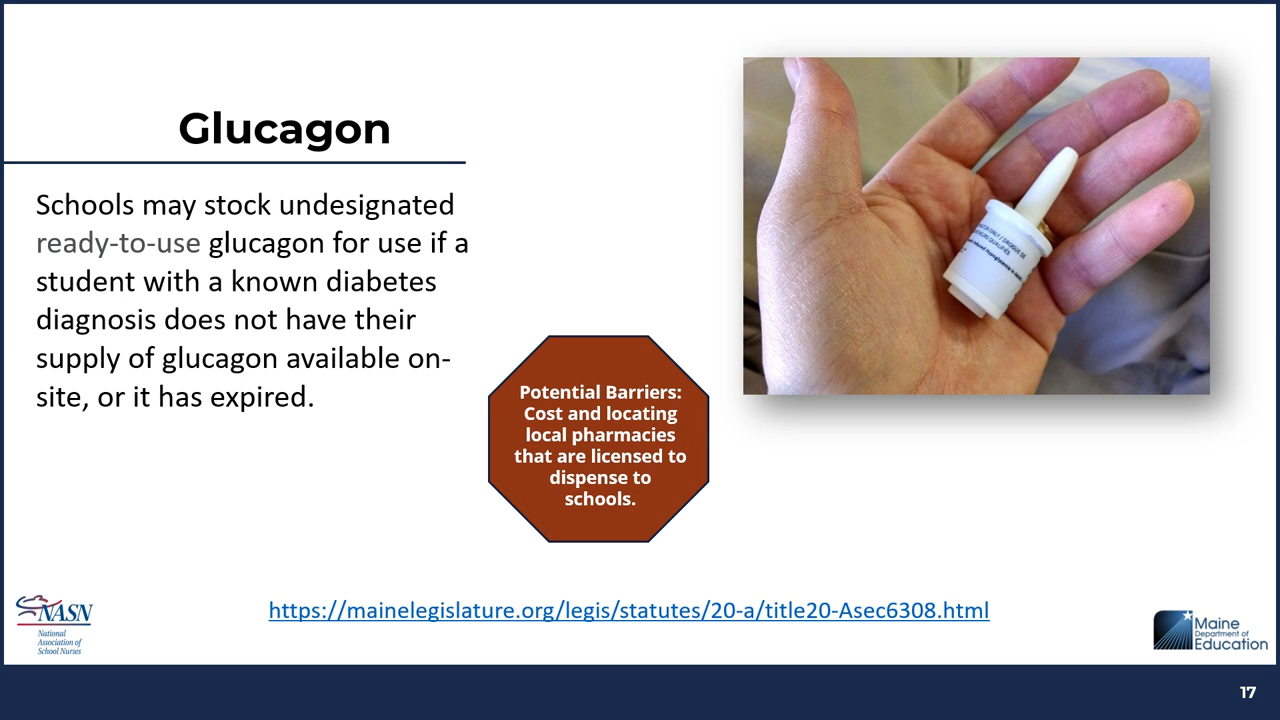 Glucagon
Schools may stock undesignated
ready-to-use glucagon for use if a
student with a known diabetes
diagnosis does not have their
supply of glucagon available on-
site, or it has expired.
Potential Barriers:
Cost and locating
local pharmacies
that are licensed to
dispense to
schools.
https://mainelegislature.org/legis/statutes/20-a/title20-Asec6308.html
NASN
National
Association of
School Nurses
Maine
Department of
Education
17